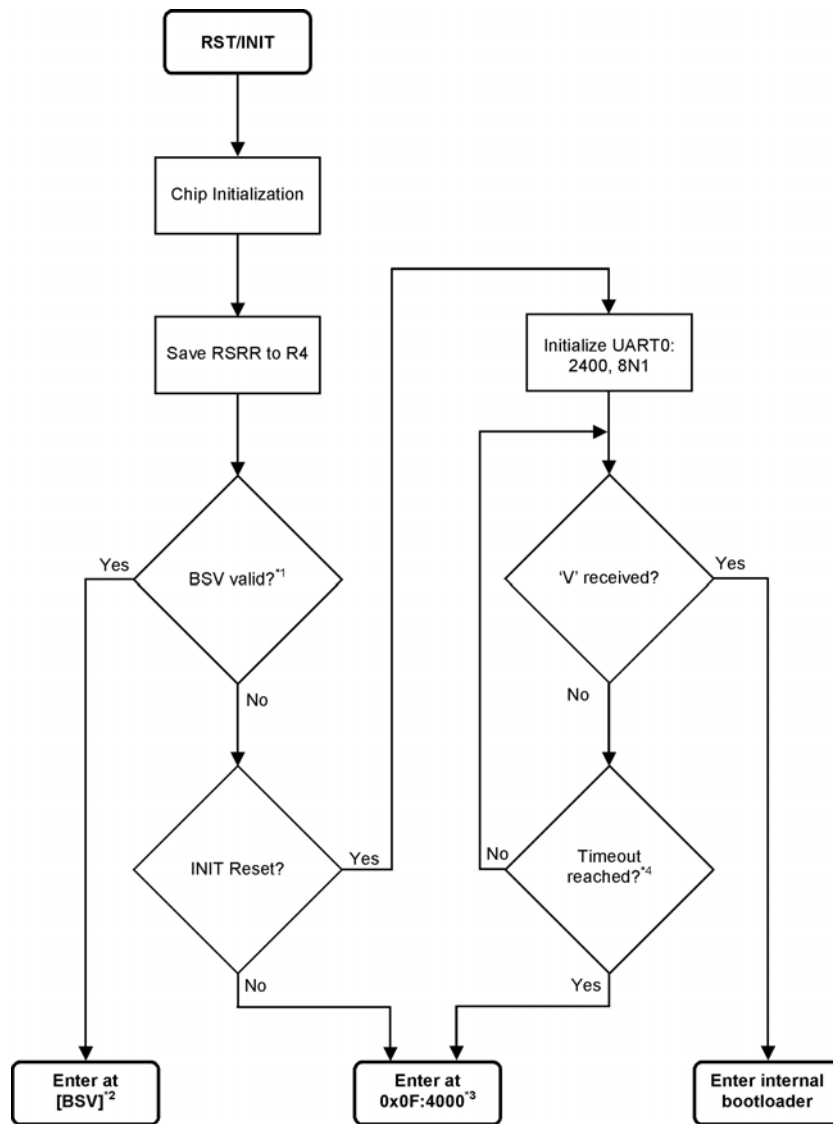 RST/INIT
Chip Initialization
Save RSRR to R4
Initialize UART0:
2400, 8N1
Yes
BSV valid?*1
No
'V' received?
Yes
No
INIT Reset?
Yes
No
No
Timeout
reached?*4
Yes
Enter at
[BSV]*2
Enter at
0x0F:4000*3
Enter internal
bootloader